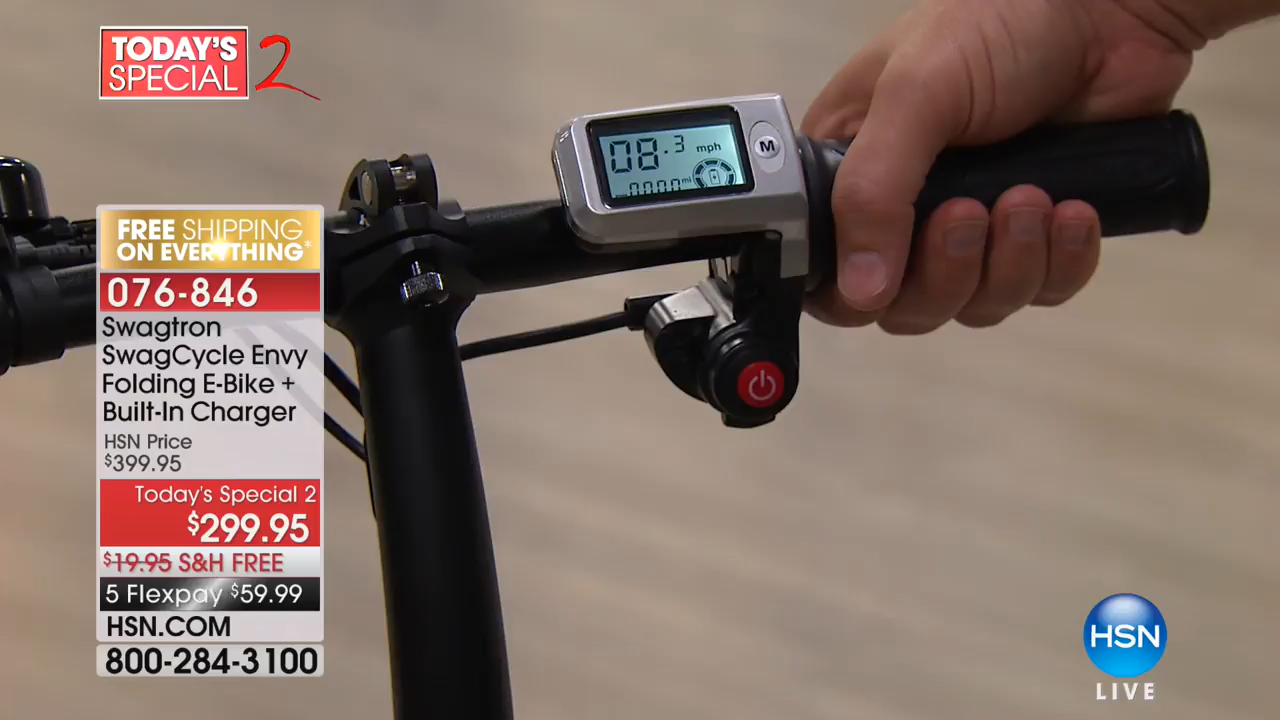 TODAY'S
SPECIAL 2
08.3 mph
M
FREE SHIPPING
ON EVERYTHING*
076-846
Swagtron
SwagCycle Envy
Folding E-Bike +
Built-In Charger
HSN Price
$399.95
Today's Special 2
$299.95
$19.95 S&H FREE
5 Flexpay $59.99
HSN.COM
800-284-3100
HSN
LIVE